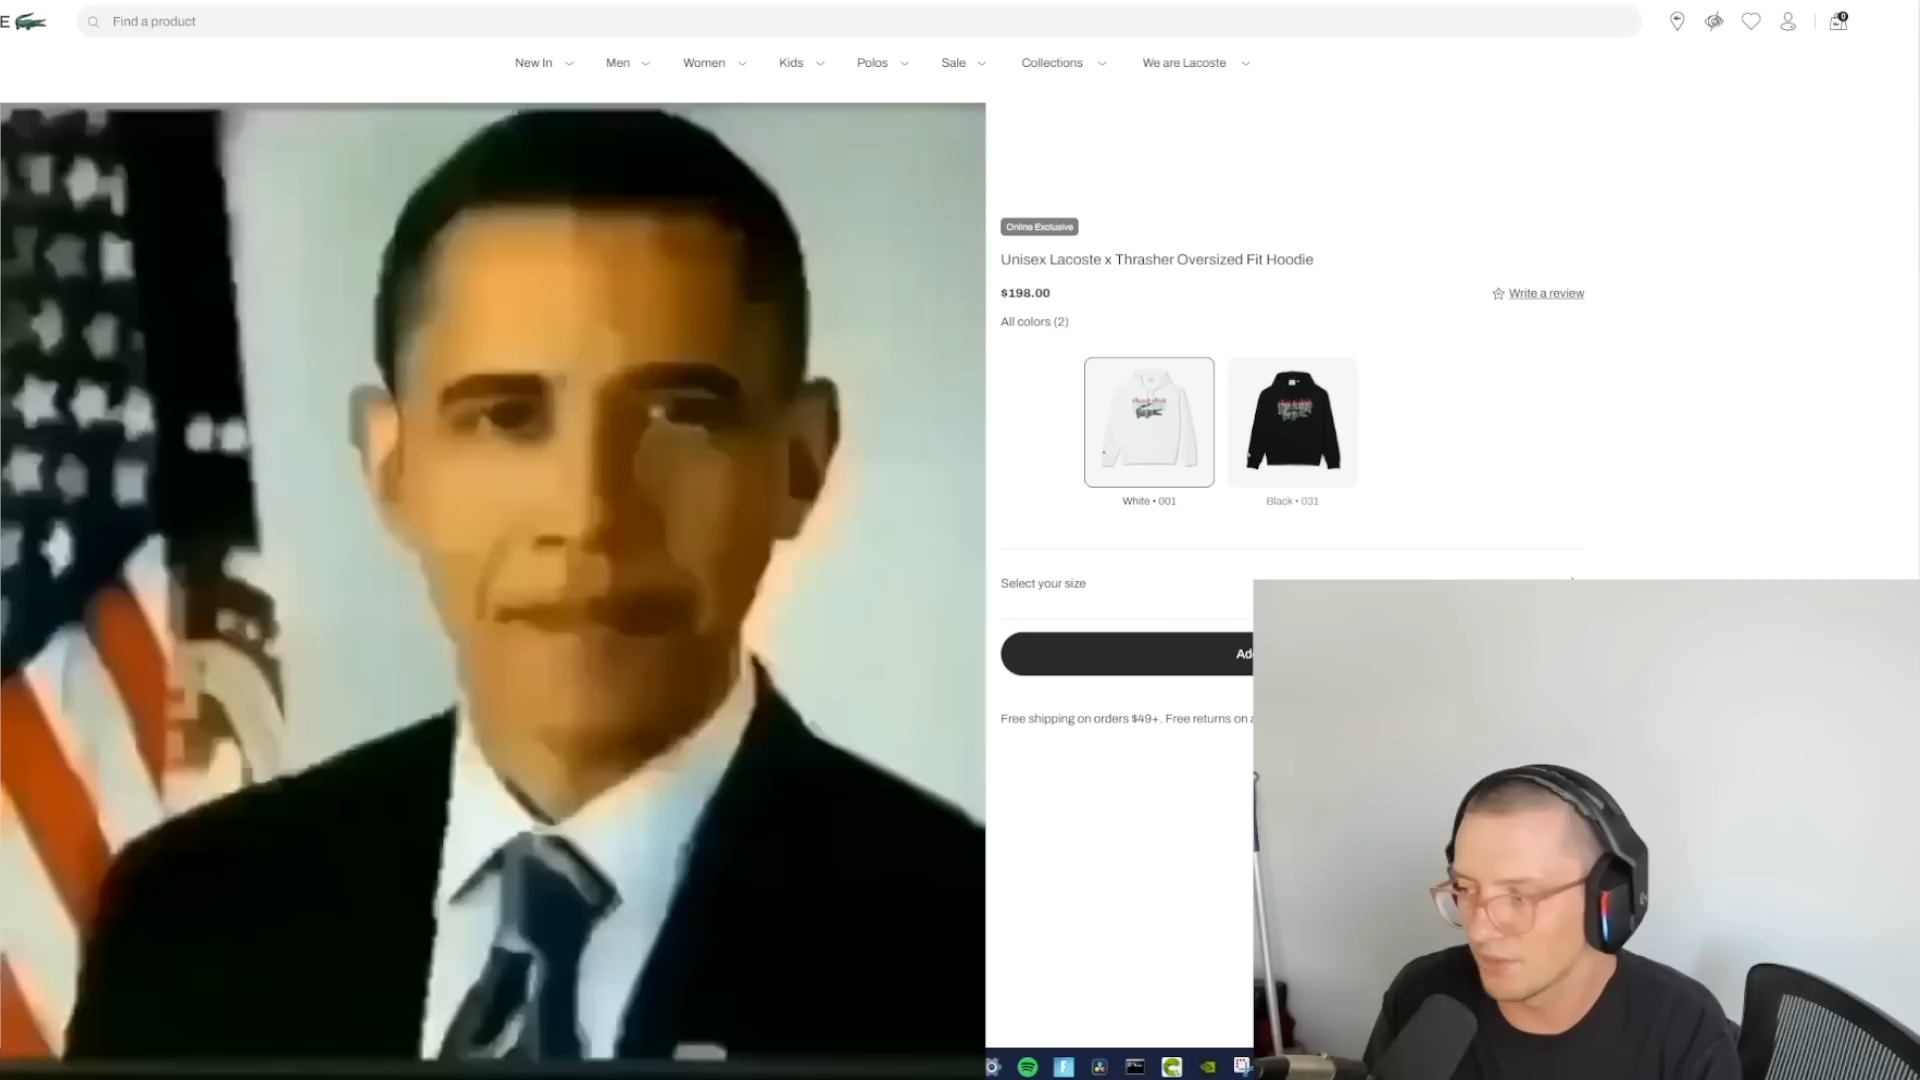 E
Find a product
0
New In
Men
Women
Kids
Polos
Sale
Collections
We are Lacoste
Online Exclusive
Unisex Lacoste x Thrasher Oversized Fit Hoodie
$198.00
Write a review
All colors (2)
White • 001
Black • 031
Select your size
Free shipping on orders $49+. Free returns on